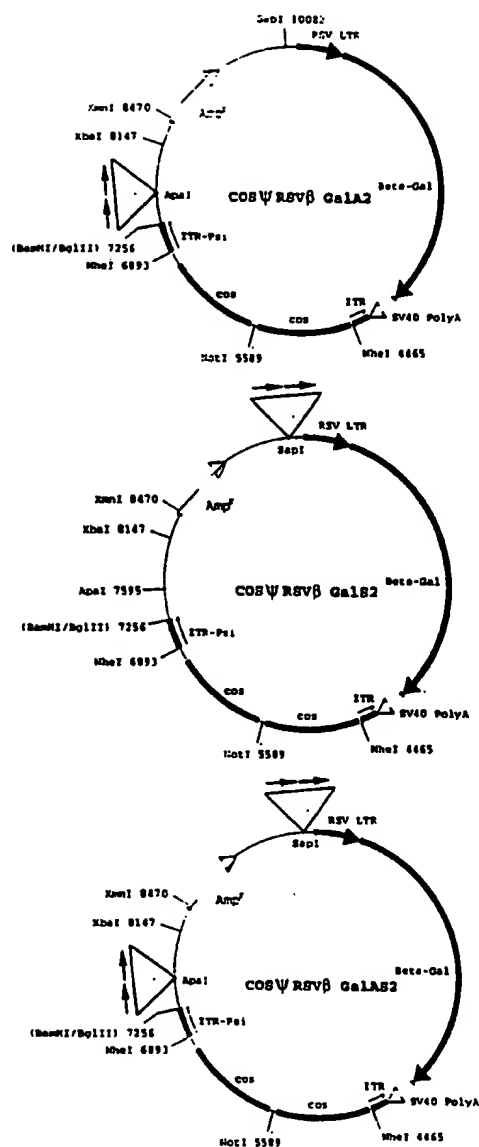 SapI 10082
RSV LTR
XmnI 8470
Ampr
XbaI 8147
Beta-Gal
ApaI
COSΨRSVβ GalA2
(BamHI/BglII) 7256
ITR-Psi
NheI 6893
cos
cos
ITR
SV40 PolyA
NotI 5589
NheI 4465
RSV LTR
SapI
XmnI 8470
Ampr
XbaI 8147
Beta-Gal
ApaI 7595
COSΨRSVβ GalS2
(BamHI/BglII) 7256
ITR-Psi
NheI 6893
cos
cos
ITR
SV40 PolyA
NotI 5589
NheI 4465
RSV LTR
SapI
XmnI 8470
Ampr
XbaI 8147
Beta-Gal
ApaI
COSΨRSVβ GalAS2
(BamHI/BglII) 7256
ITR-Psi
NheI 6893
cos
cos
ITR
SV40 PolyA
NotI 5589
NheI 4465